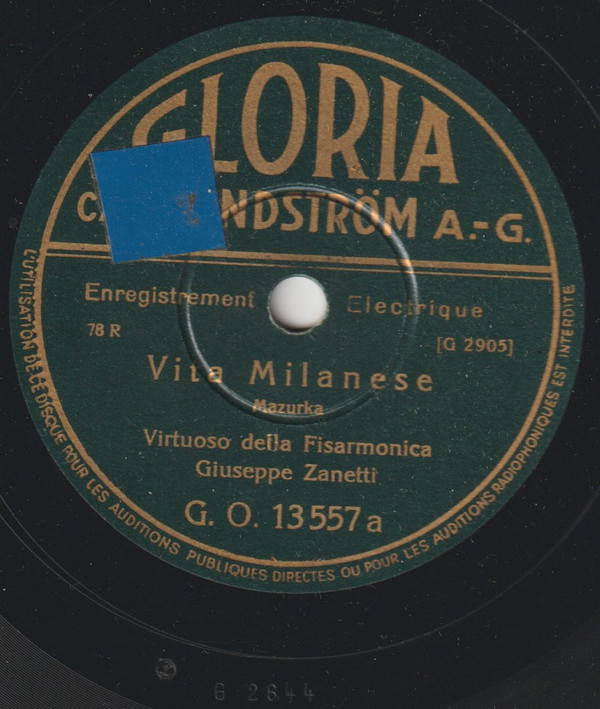 GLORIA
NDSTRÖM A.-G.
Enregistrement Electrique
78 R [G 2905]
Vita Milanese
Mazurka
Virtuoso della Fisarmonica
Giuseppe Zanetti
G. O. 13557a
L'UTILISATION DE CE DISQUE POUR LES AUDITIONS PUBLIQUES DIRECTES OU POUR LES AUDITIONS RADIOPHONIQUES EST INTERDITE
G 2644